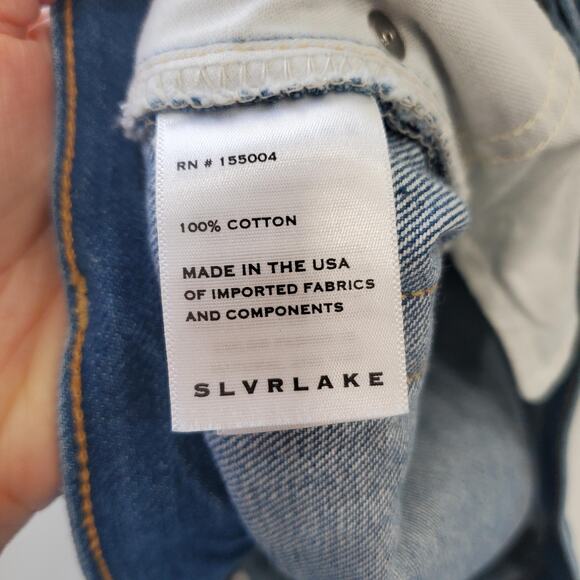 RN # 155004
100% COTTON
MADE IN THE USA
OF IMPORTED FABRICS
AND COMPONENTS
SLVRLAKE